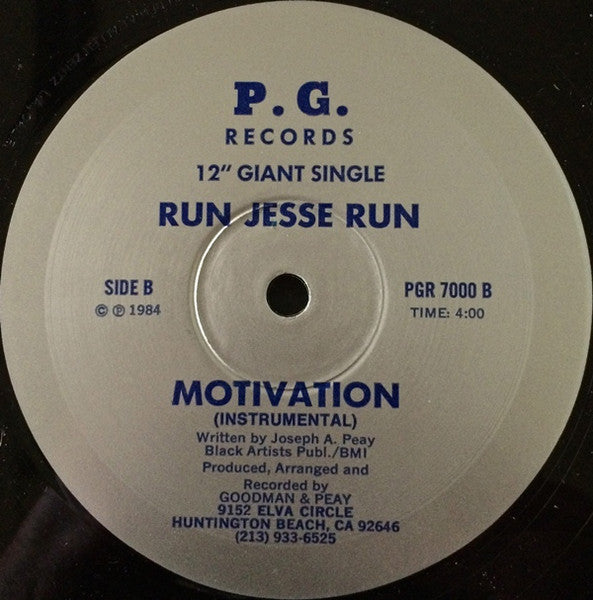 P. G.
RECORDS
12" GIANT SINGLE
RUN JESSE RUN
SIDE B
© ℗ 1984
PGR 7000 B
TIME: 4:00
MOTIVATION
(INSTRUMENTAL)
Written by Joseph A. Peay
Black Artists Publ./BMI
Produced, Arranged and
Recorded by
GOODMAN & PEAY
9152 ELVA CIRCLE
HUNTINGTON BEACH, CA 92646
(213) 933-6525